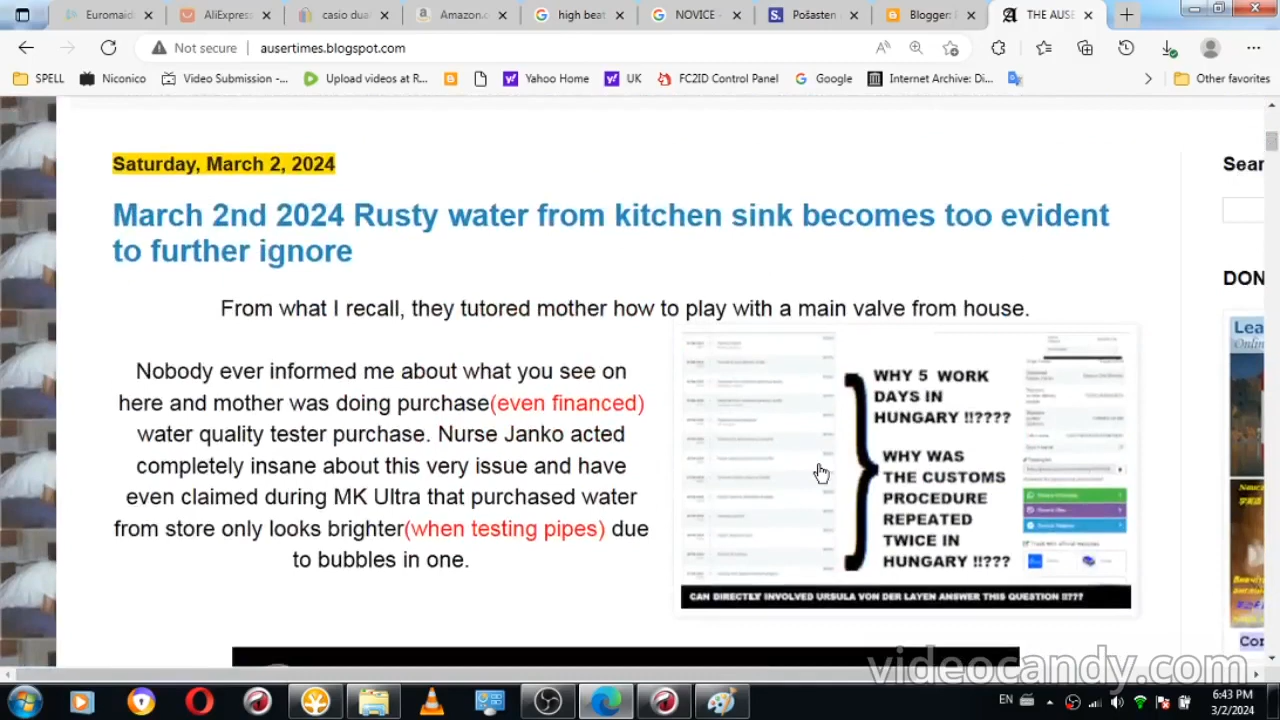 Euromaid
AliExpres
casio dua
Amazon.c
high beat
NOVICE -
Pošasten
Blogger:
THE AUSE
Not secure
ausertimes.blogspot.com
SPELL
Niconico
Video Submission -...
Upload videos at R...
Yahoo Home
UK
FC2ID Control Panel
Google
Internet Archive: Di...
Other favorites
Saturday, March 2, 2024
March 2nd 2024 Rusty water from kitchen sink becomes too evident
to further ignore
From what I recall, they tutored mother how to play with a main valve from house.
Nobody ever informed me about what you see on
here and mother was doing purchase(even financed)
water quality tester purchase. Nurse Janko acted
completely insane about this very issue and have
even claimed during MK Ultra that purchased water
from store only looks lighter(when testing pipes) due
to bubbles in one.
WHY 5 WORK
DAYS IN
HUNGARY !!????
WHY WAS
THE CUSTOMS
PROCEDURE
REPEATED
TWICE IN
HUNGARY !!???
CAN DIRECTLY INVOLVED URSULA VON DER LAYEN ANSWER THIS QUESTION !!???
Sear
DON
Lea
Onlin
Cor
videocandy.com
EN
6:43 PM
3/2/2024